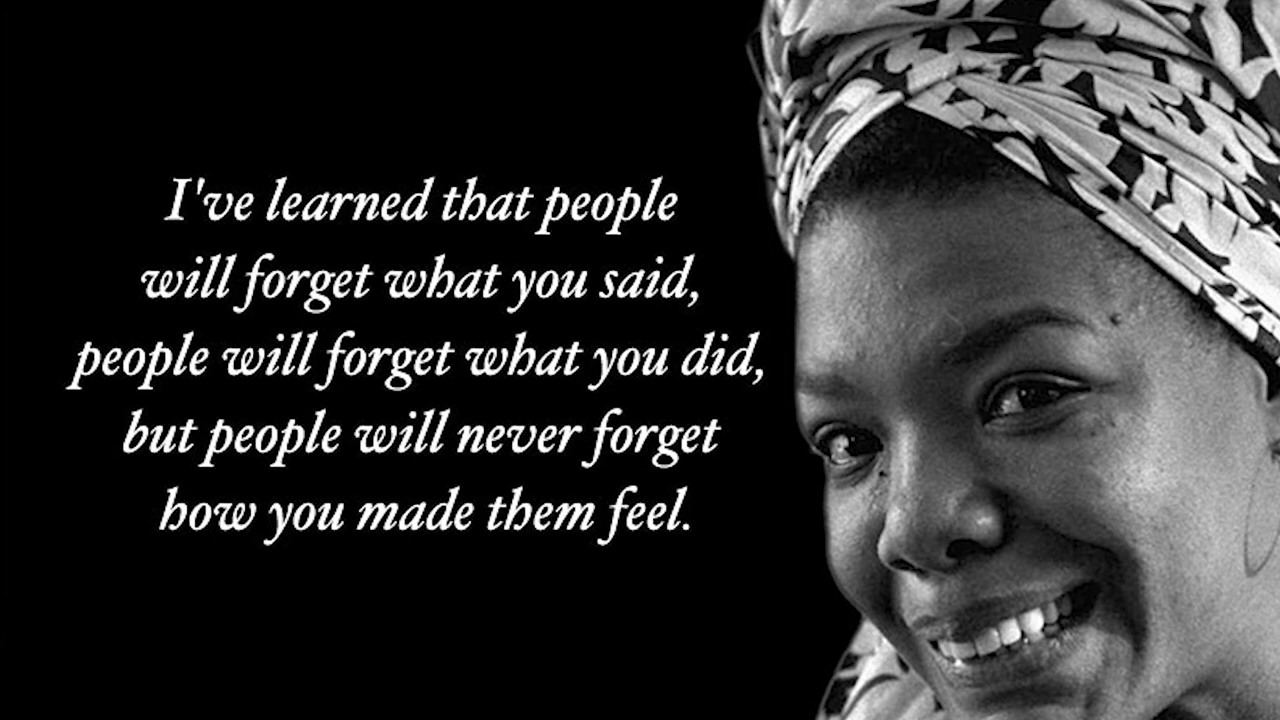 I've learned that people
will forget what you said,
people will forget what you did,
but people will never forget
how you made them feel.